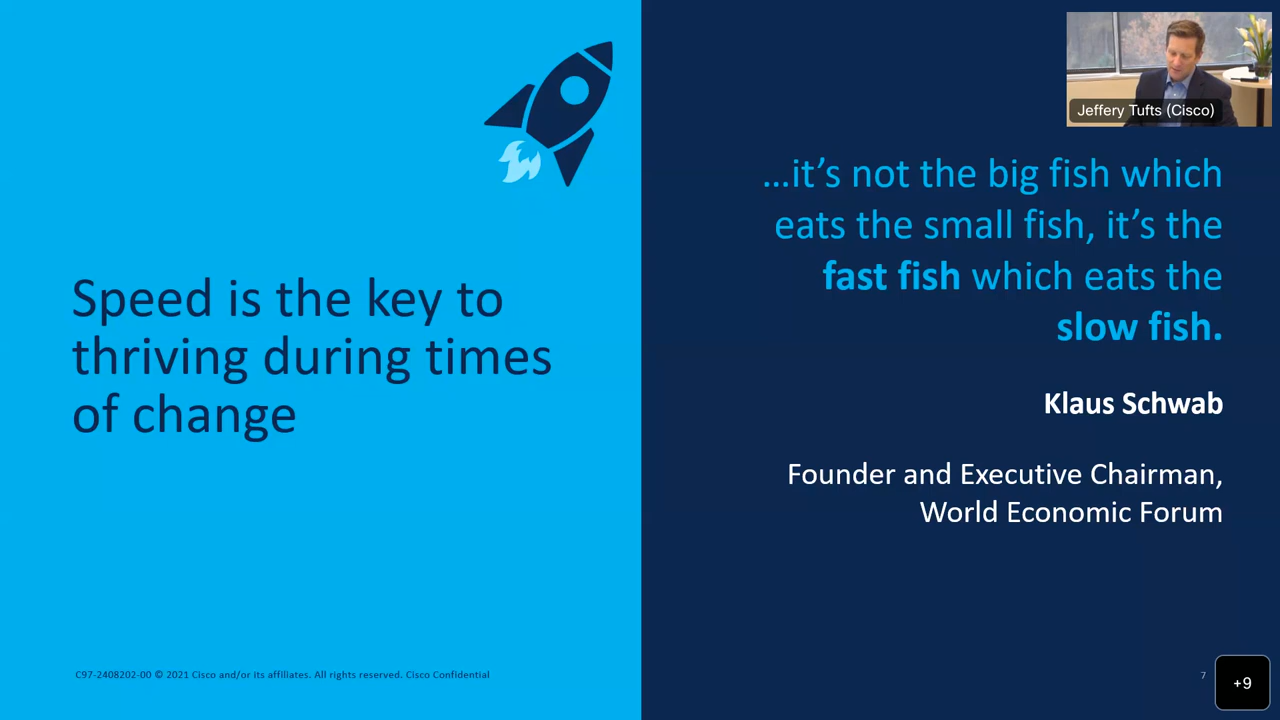 Jeffery Tufts (Cisco)
Speed is the key to
thriving during times
of change
…it’s not the big fish which
eats the small fish, it’s the
fast fish which eats the
slow fish.
Klaus Schwab
Founder and Executive Chairman,
World Economic Forum
C97-2408202-00 © 2021 Cisco and/or its affiliates. All rights reserved. Cisco Confidential
7
+9